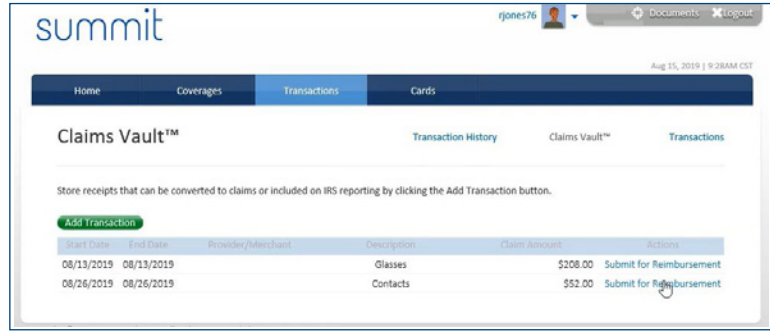 summit
rjones76 Documents Logout
Aug 15, 2019 | 9:28AM CST
Home Coverages Transactions Cards
Claims Vault™ Transaction History Claims Vault™ Transactions
Store receipts that can be converted to claims or included on IRS reporting by clicking the Add Transaction button.
Add Transaction
Start Date End Date Provider/Merchant Description Claim Amount Actions
08/13/2019 08/13/2019 Glasses $208.00 Submit for Reimbursement
08/26/2019 08/26/2019 Contacts $52.00 Submit for Reimbursement